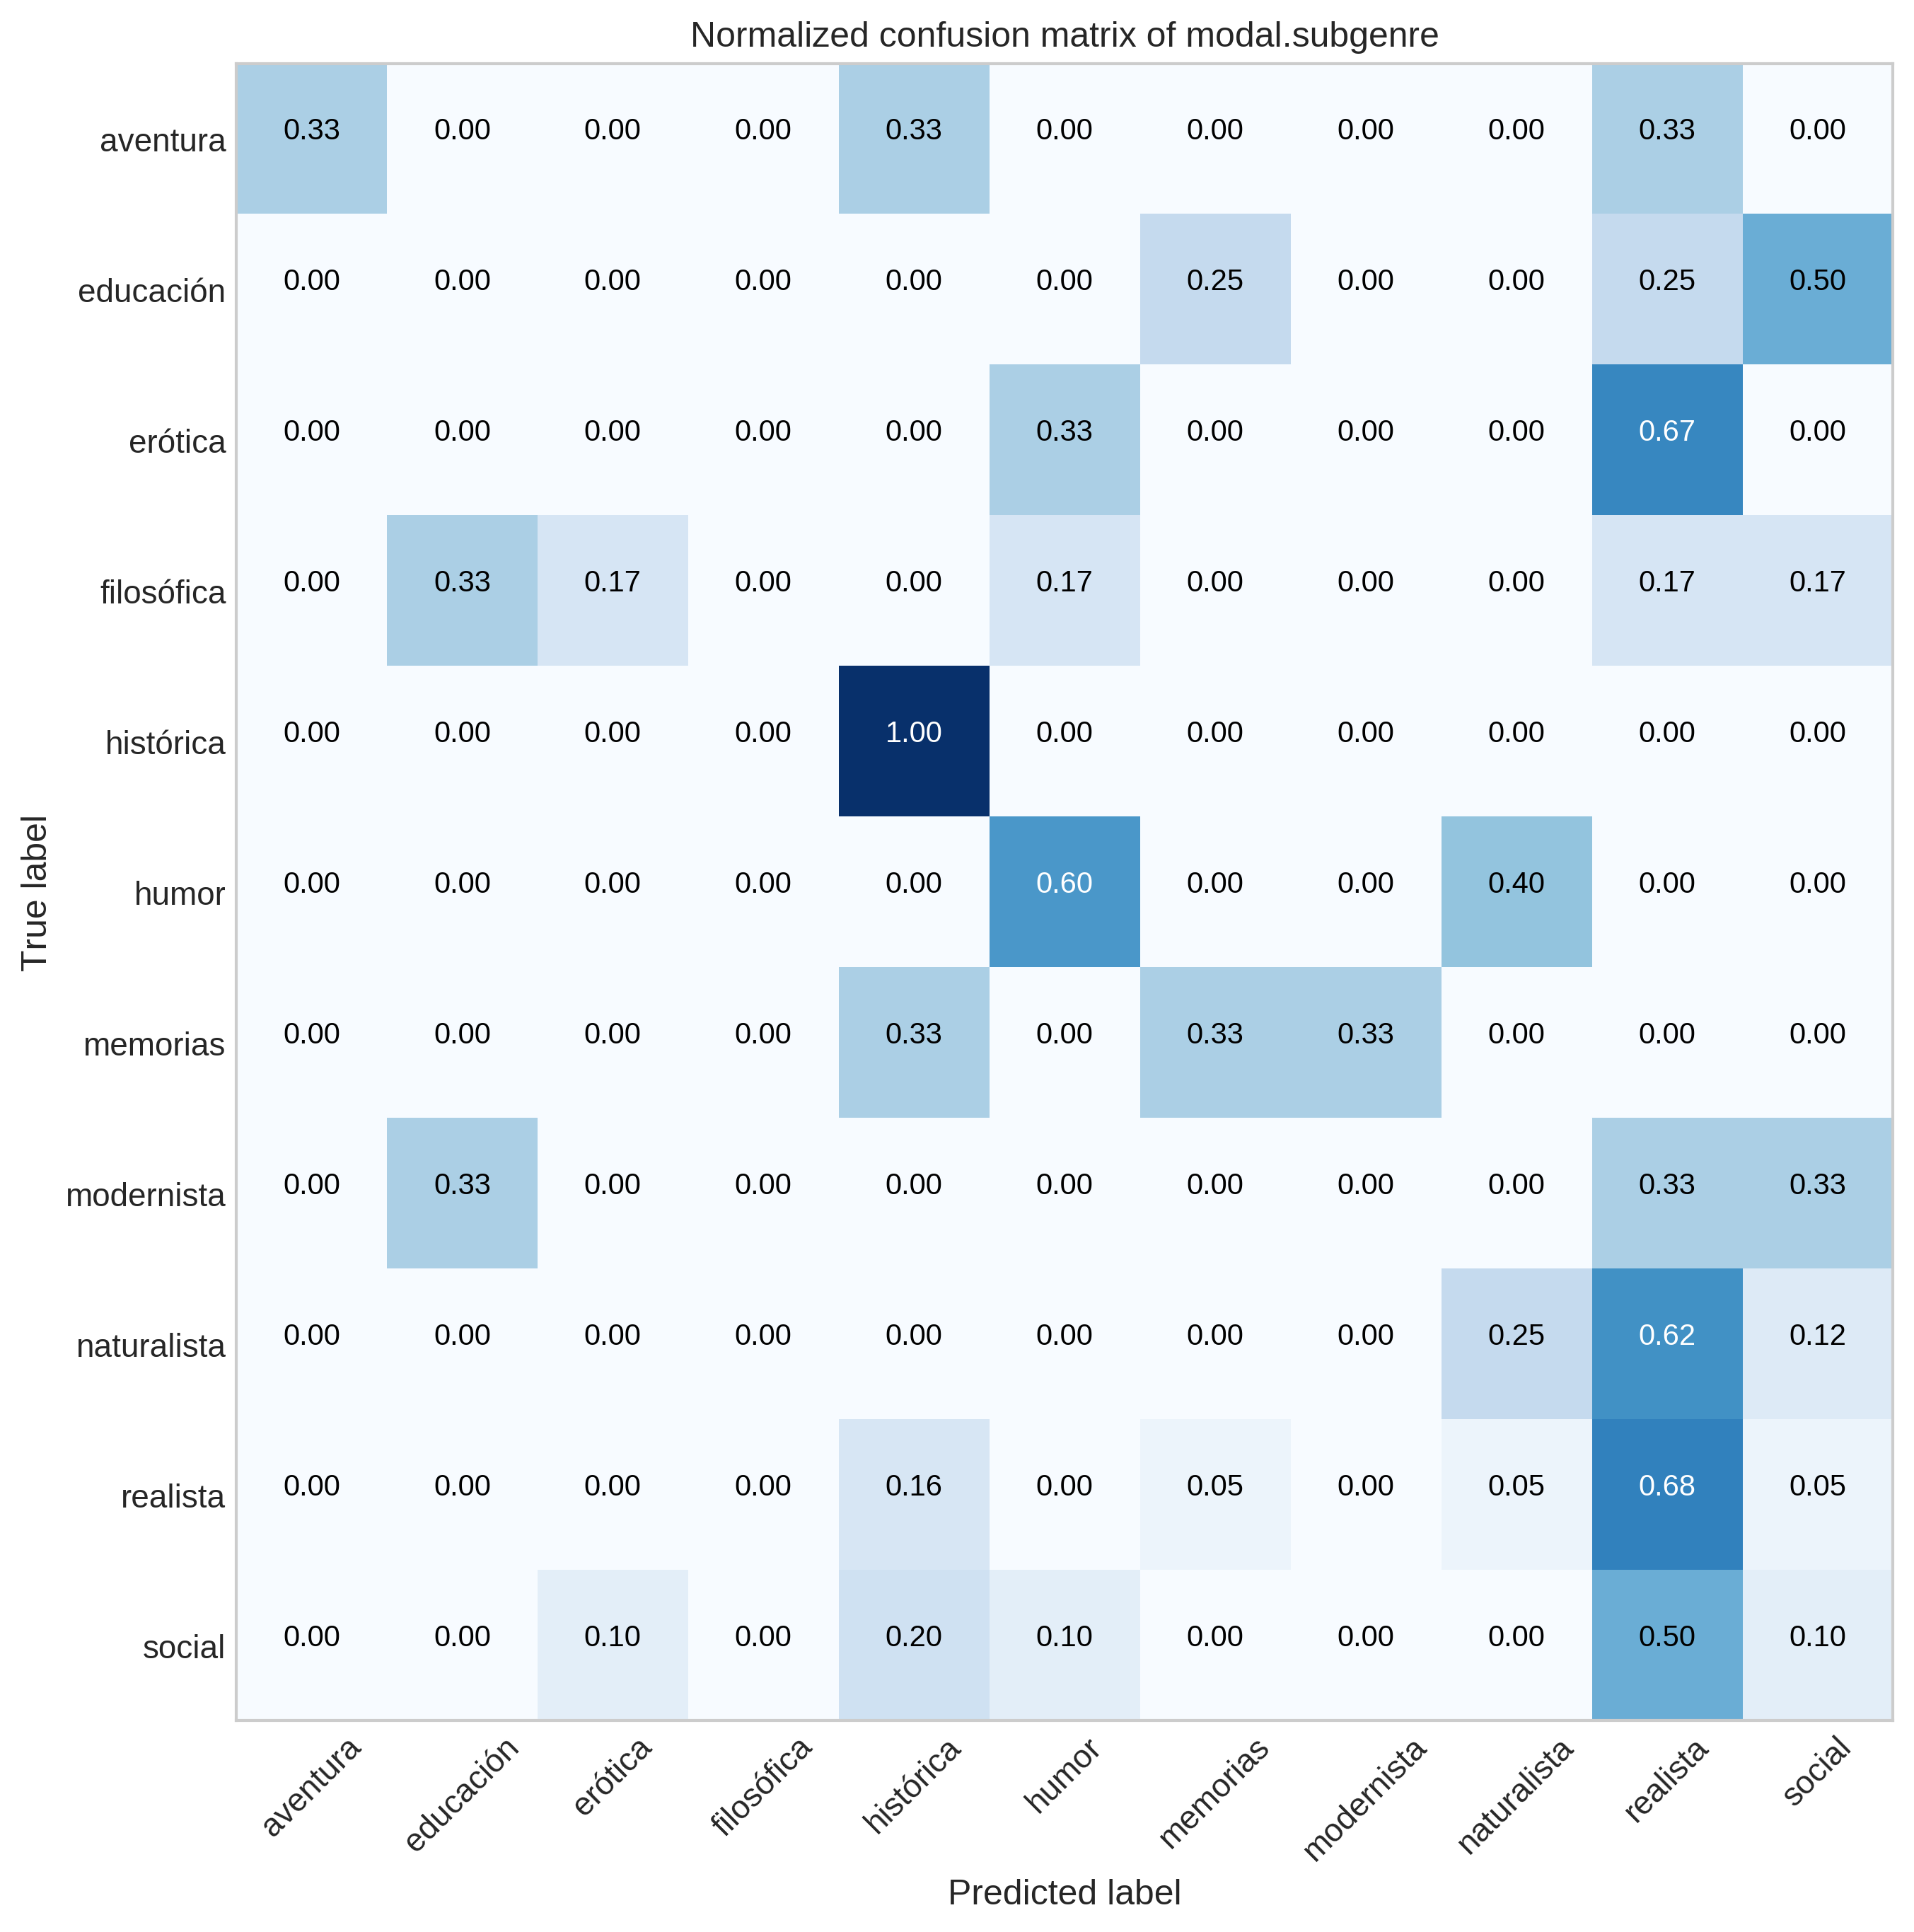 Normalized confusion matrix of modal.subgenre
True label
aventura 0.33 0.00 0.00 0.00 0.33 0.00 0.00 0.00 0.00 0.33 0.00
educación 0.00 0.00 0.00 0.00 0.00 0.00 0.25 0.00 0.00 0.25 0.50
erótica 0.00 0.00 0.00 0.00 0.00 0.33 0.00 0.00 0.00 0.67 0.00
filosófica 0.00 0.33 0.17 0.00 0.00 0.17 0.00 0.00 0.00 0.17 0.17
histórica 0.00 0.00 0.00 0.00 1.00 0.00 0.00 0.00 0.00 0.00 0.00
humor 0.00 0.00 0.00 0.00 0.00 0.60 0.00 0.00 0.40 0.00 0.00
memorias 0.00 0.00 0.00 0.00 0.33 0.00 0.33 0.33 0.00 0.00 0.00
modernista 0.00 0.33 0.00 0.00 0.00 0.00 0.00 0.00 0.00 0.33 0.33
naturalista 0.00 0.00 0.00 0.00 0.00 0.00 0.00 0.00 0.25 0.62 0.12
realista 0.00 0.00 0.00 0.00 0.16 0.00 0.05 0.00 0.05 0.68 0.05
social 0.00 0.00 0.10 0.00 0.20 0.10 0.00 0.00 0.00 0.50 0.10
aventura educación erótica filosófica histórica humor memorias modernista naturalista realista social
Predicted label